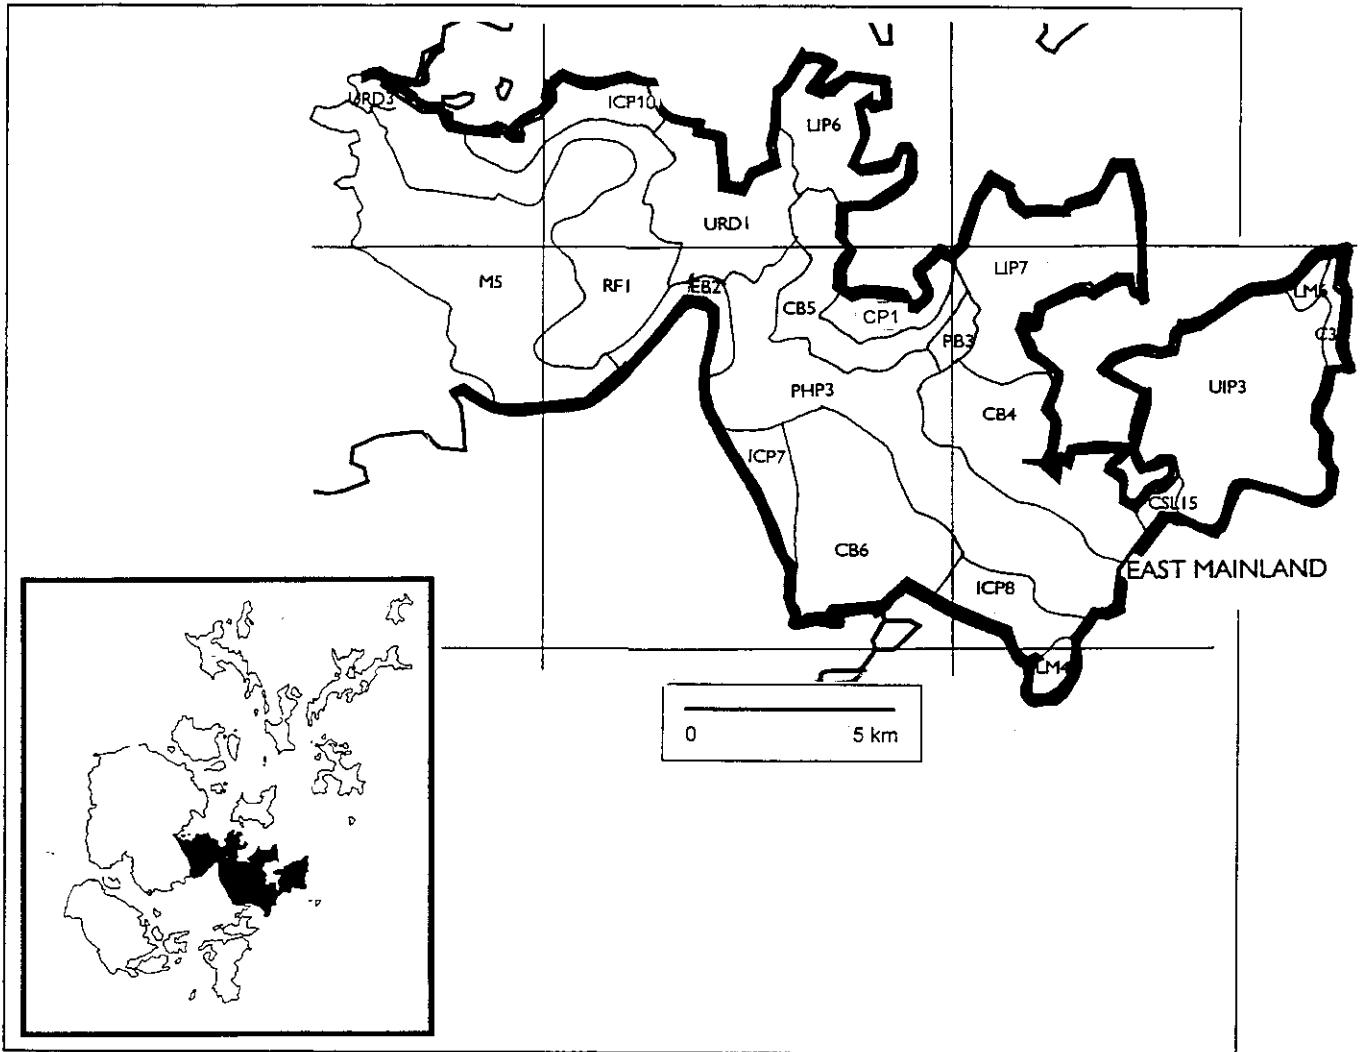 URD3
ICP10
LIP6
URD1
LIP7
M5
RF1
EB2
LM6
CB5
CP1
C3
PB3
UIP3
PHP3
CB4
ICP7
CSL15
CB6
EAST MAINLAND
ICP8
LM4
0 5 km